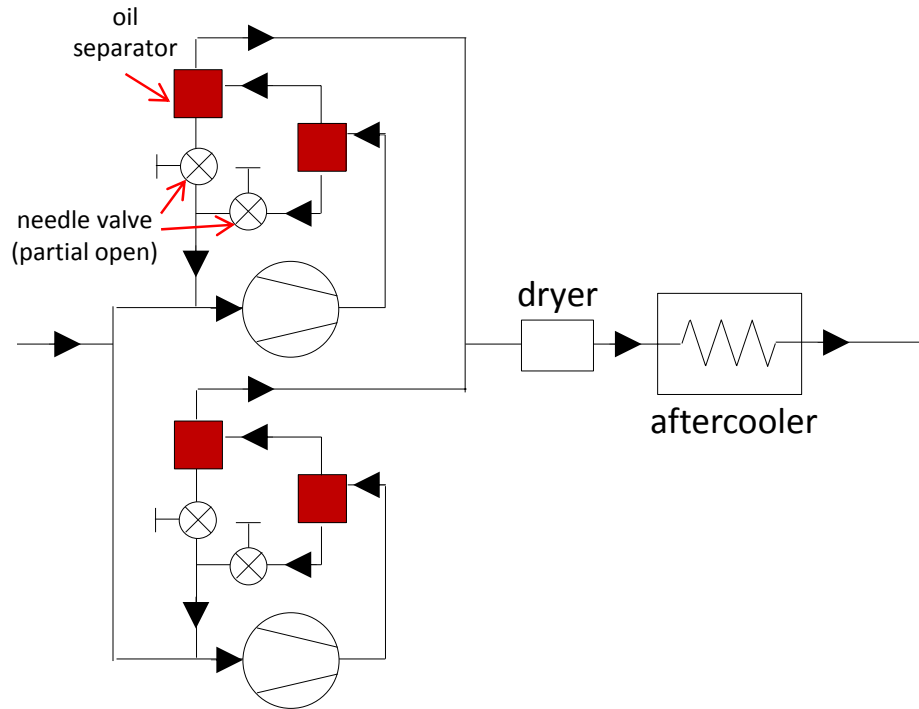 oil
separator
needle valve
(partial open)
dryer
aftercooler